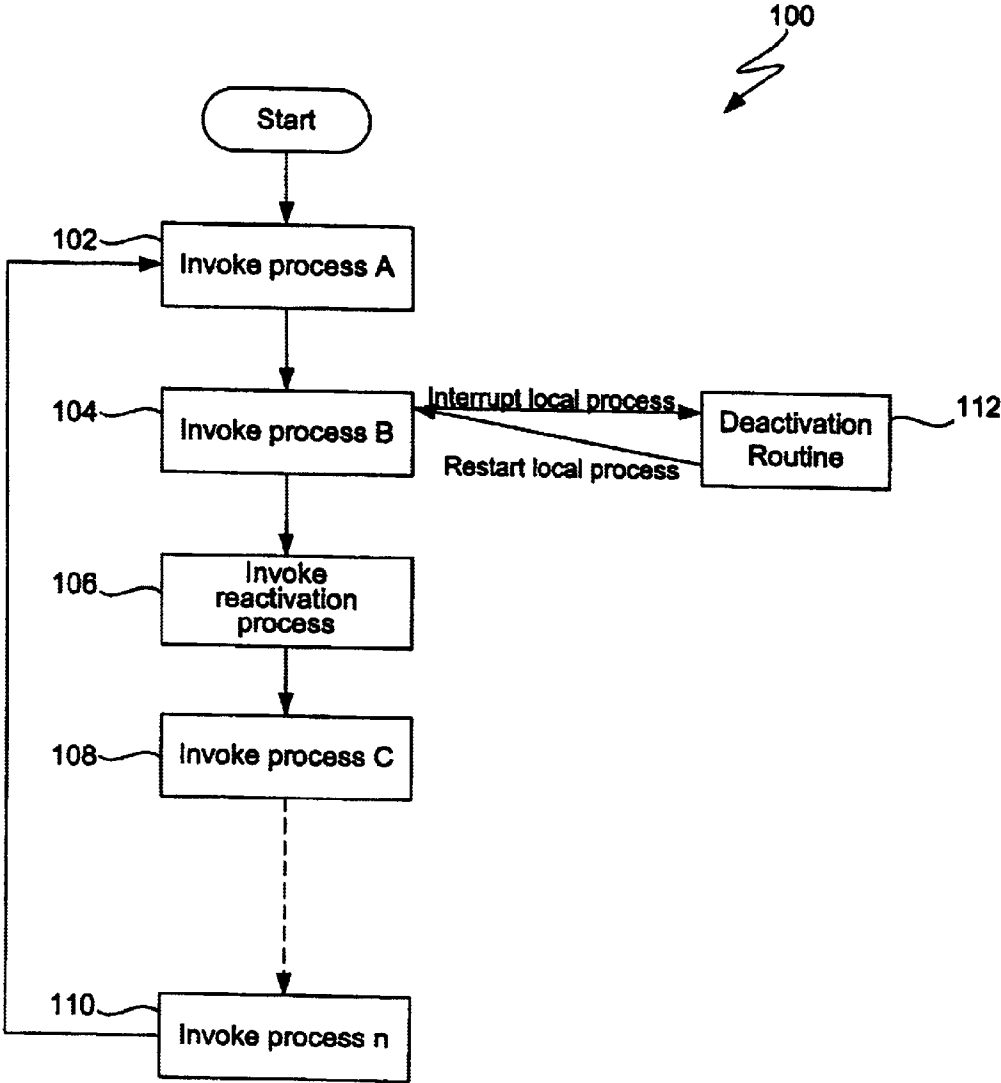 100
Start
102
Invoke process A
104
Invoke process B
Interrupt local process
Restart local process
Deactivation
Routine
112
106
Invoke
reactivation
process
108
Invoke process C
110
Invoke process n